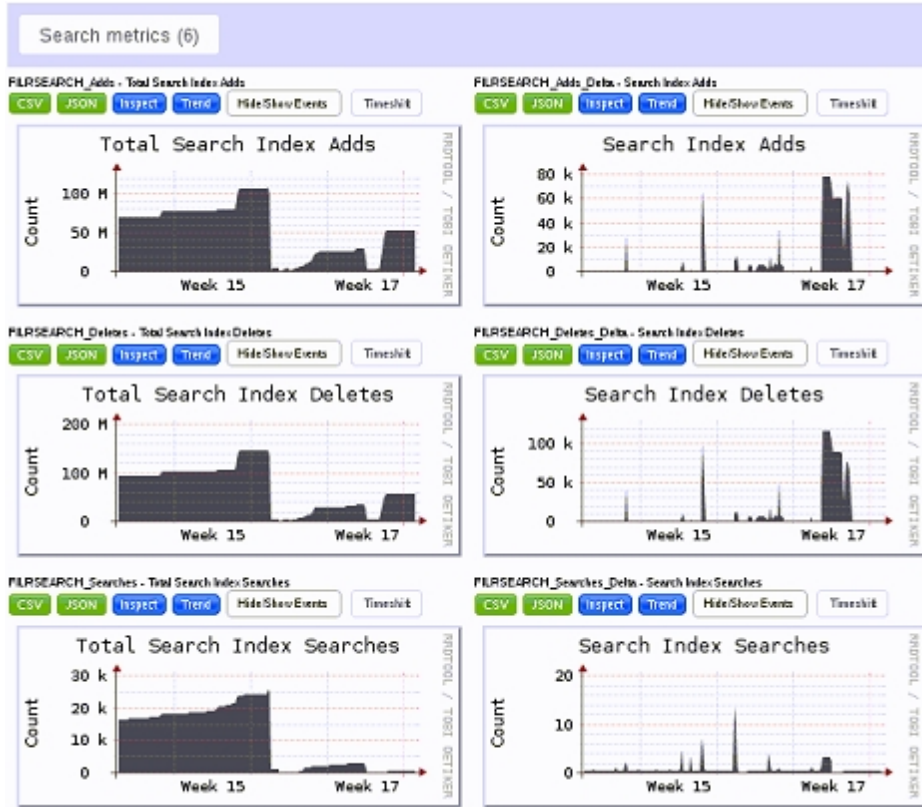 Search metrics (6)
FILRSEARCH_Adds - Total Search Index Adds
CSV JSON Inspect Trend Hide/Show Events Timeshift
Total Search Index Adds
RRDTOOL / TOBI OETIKER
Count
100 M
50 M
0
Week 15 Week 17
FILRSEARCH_Adds_Delta - Search Index Adds
CSV JSON Inspect Trend Hide/Show Events Timeshift
Search Index Adds
RRDTOOL / TOBI OETIKER
Count
80 k
60 k
40 k
20 k
0
Week 15 Week 17
FILRSEARCH_Deletes - Total Search Index Deletes
CSV JSON Inspect Trend Hide/Show Events Timeshift
Total Search Index Deletes
RRDTOOL / TOBI OETIKER
Count
200 M
100 M
0
Week 15 Week 17
FILRSEARCH_Deletes_Delta - Search Index Deletes
CSV JSON Inspect Trend Hide/Show Events Timeshift
Search Index Deletes
RRDTOOL / TOBI OETIKER
Count
100 k
50 k
0
Week 15 Week 17
FILRSEARCH_Searches - Total Search Index Searches
CSV JSON Inspect Trend Hide/Show Events Timeshift
Total Search Index Searches
RRDTOOL / TOBI OETIKER
Count
30 k
20 k
10 k
0
Week 15 Week 17
FILRSEARCH_Searches_Delta - Search Index Searches
CSV JSON Inspect Trend Hide/Show Events Timeshift
Search Index Searches
RRDTOOL / TOBI OETIKER
Count
20
10
0
Week 15 Week 17